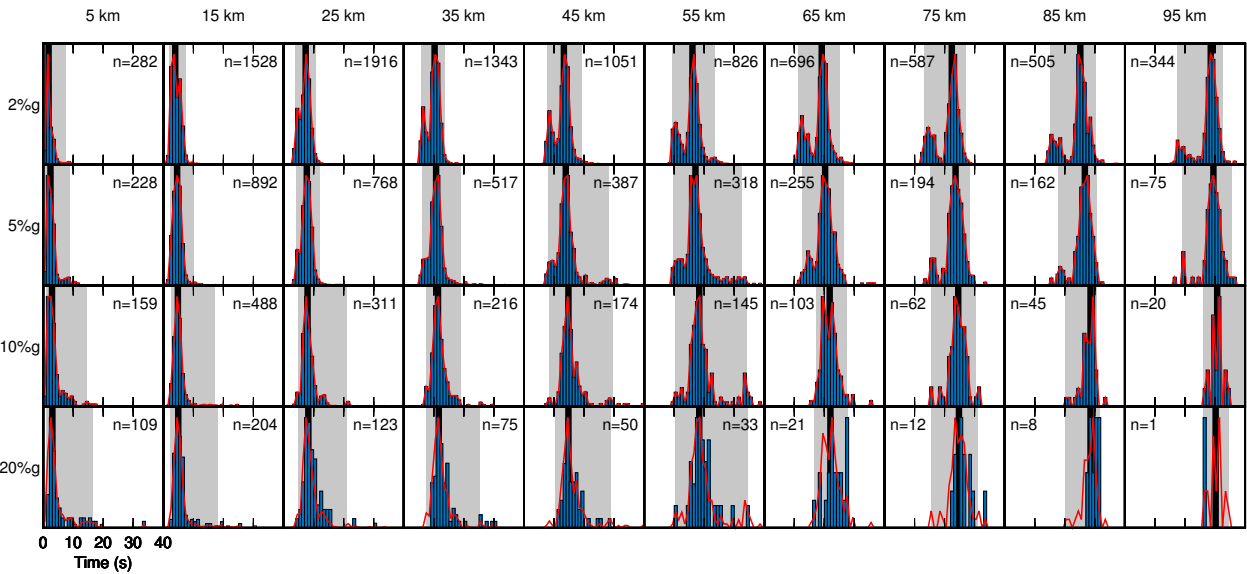 5 km 15 km 25 km 35 km 45 km 55 km 65 km 75 km 85 km 95 km
2%g n=282 n=1528 n=1916 n=1343 n=1051 n=826 n=696 n=587 n=505 n=344
5%g n=228 n=892 n=768 n=517 n=387 n=318 n=255 n=194 n=162 n=75
10%g n=159 n=488 n=311 n=216 n=174 n=145 n=103 n=62 n=45 n=20
20%g n=109 n=204 n=123 n=75 n=50 n=33 n=21 n=12 n=8 n=1
0 10 20 30 40
Time (s)